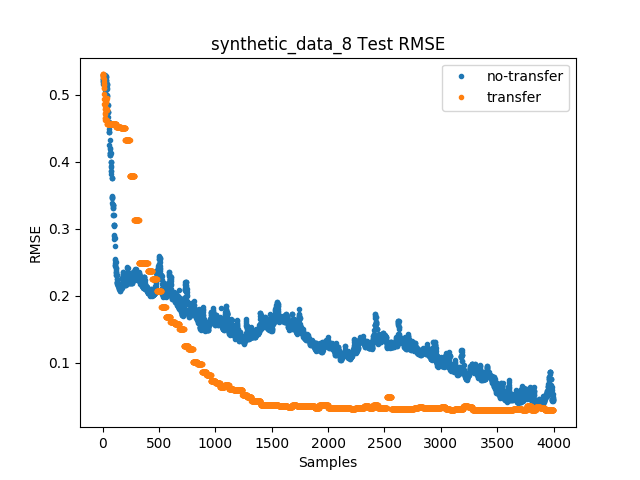 synthetic_data_8 Test RMSE
no-transfer
transfer
RMSE
0.5
0.4
0.3
0.2
0.1
0 500 1000 1500 2000 2500 3000 3500 4000
Samples